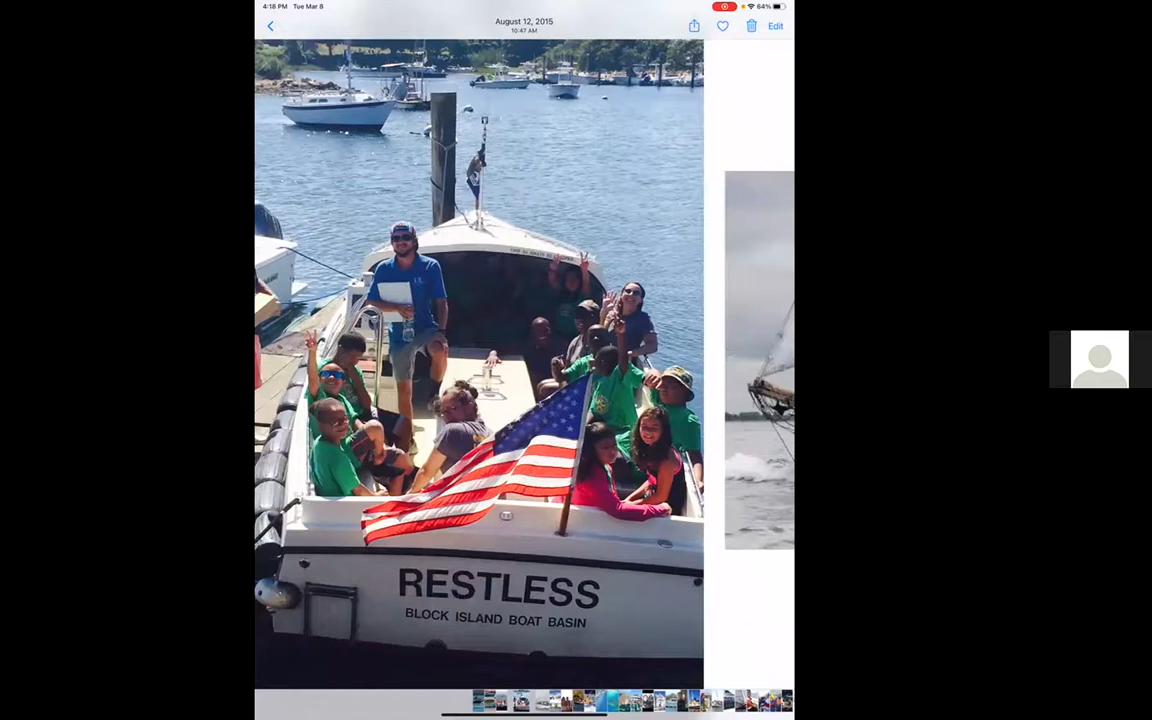 4:18 PM Tue Mar 8
64%
August 12, 2015
10:47 AM
Edit
RESTLESS
BLOCK ISLAND BOAT BASIN